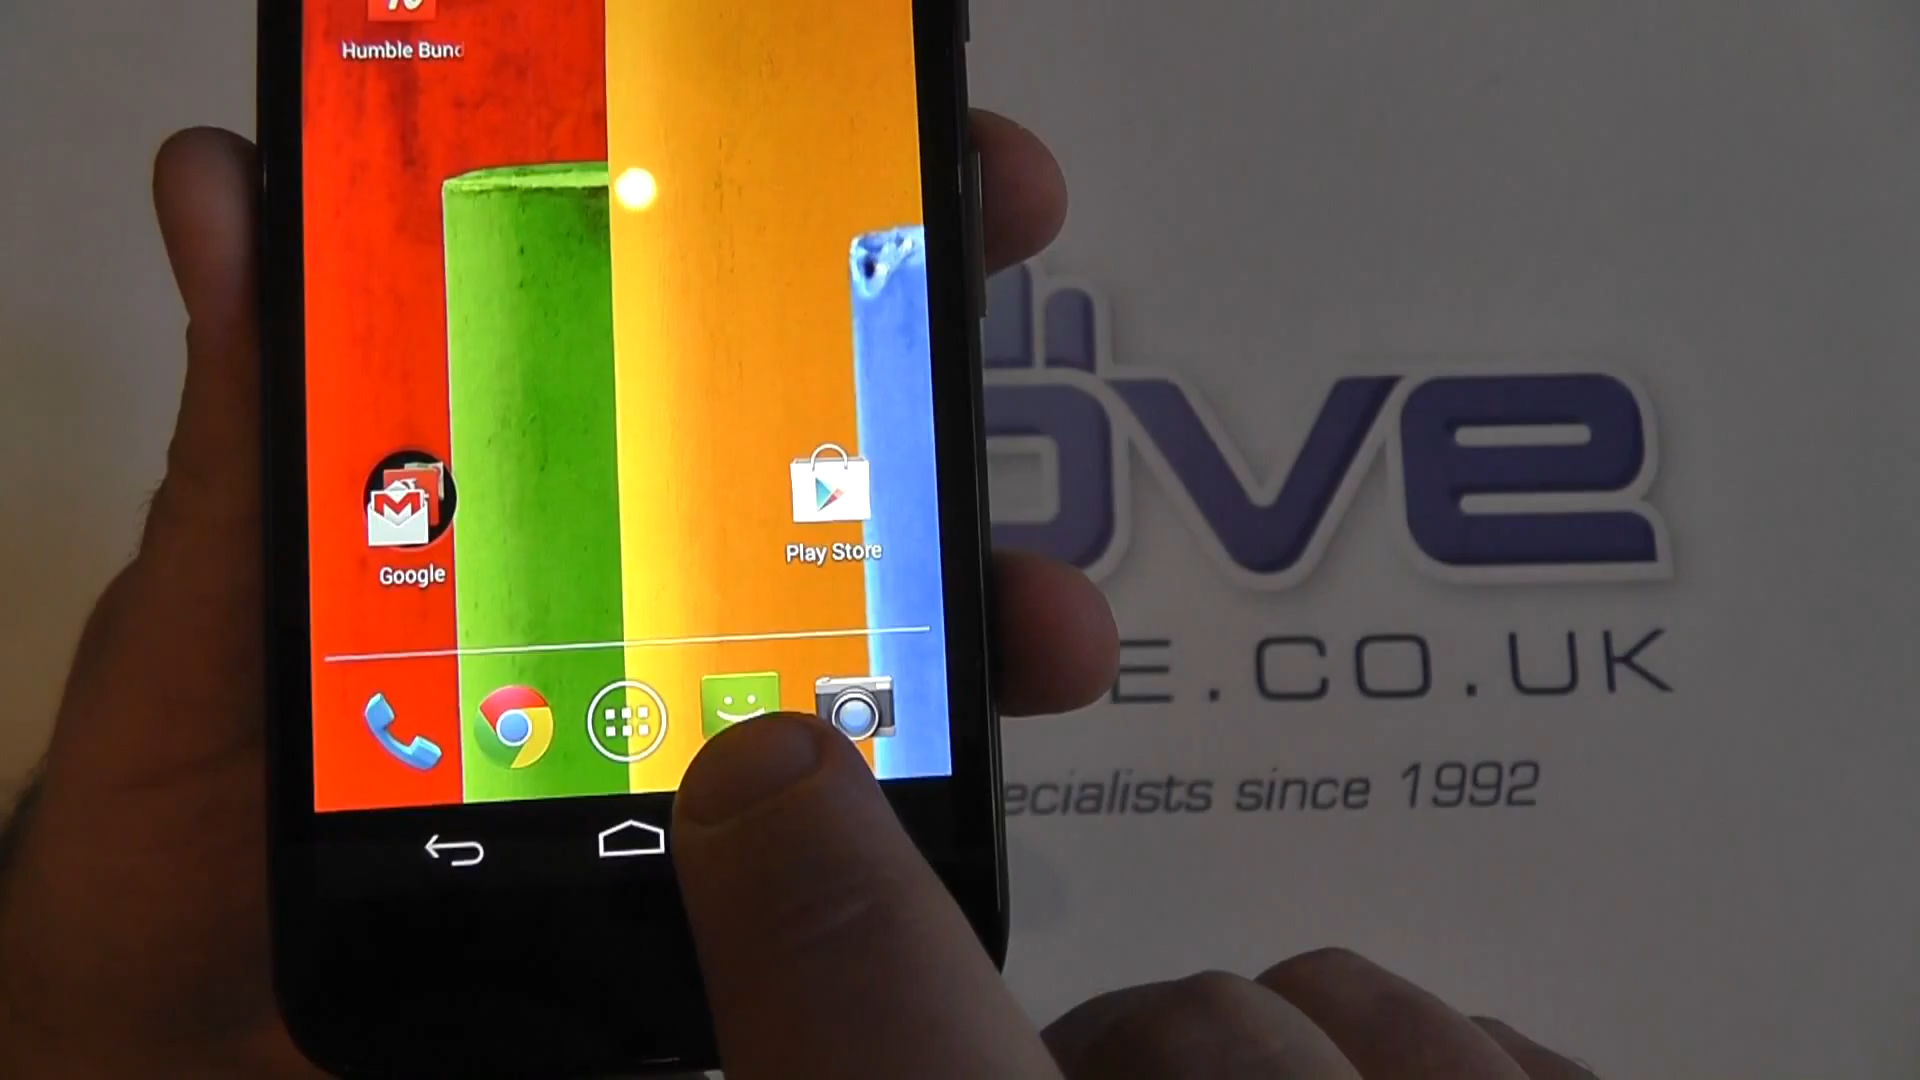 Humble Bund
Google
Play Store
ove
E.CO.UK
ecialists since 1992